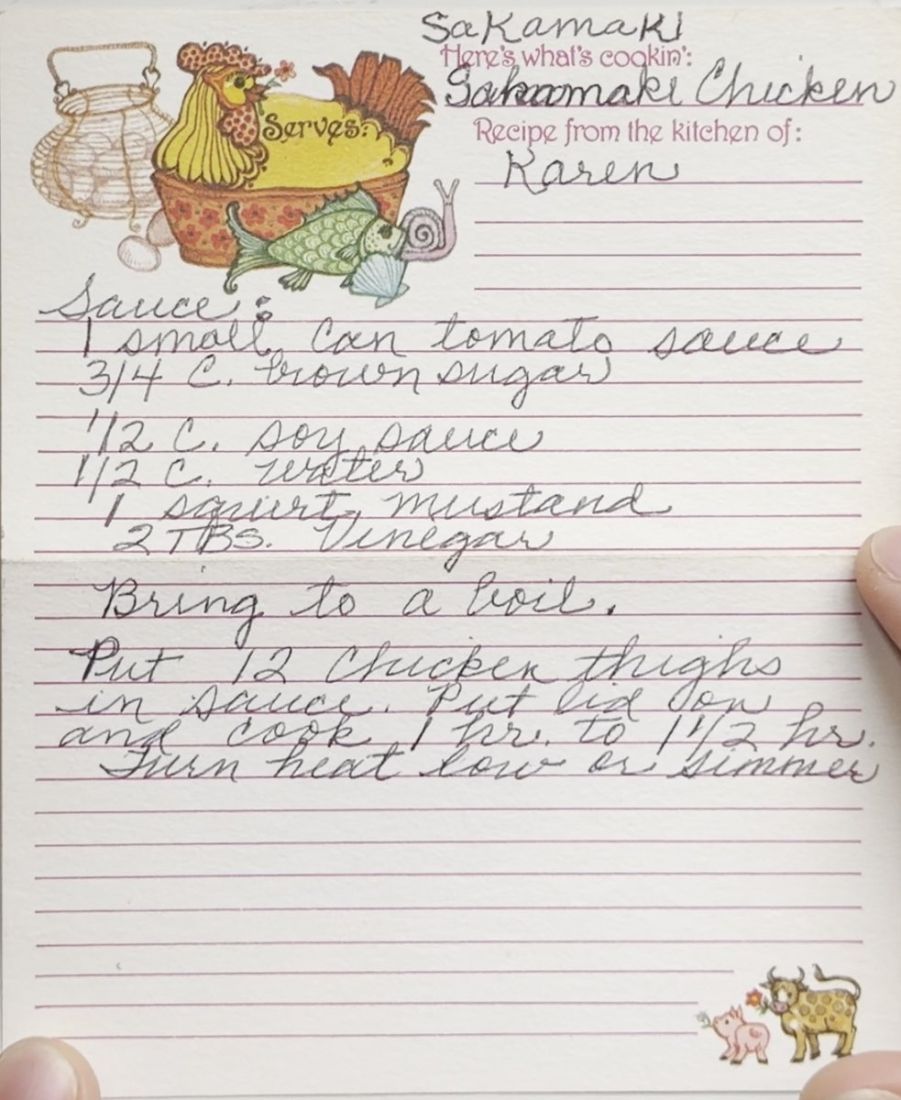 SaKamaKi
Here's what's cookin':
Sakamaki Chicken
Serves:
Recipe from the kitchen of:
Karen
Sauce:
1 small can tomato sauce
3/4 C. brown sugar
1/2 C. soy sauce
1/2 C. water
1 squirt mustand
2 TBS. Vinegar
Bring to a boil.
Put 12 Chicken thighs
in sauce. Put lid on
and cook 1 hr. to 1 1/2 hr.
Turn heat low or simmer